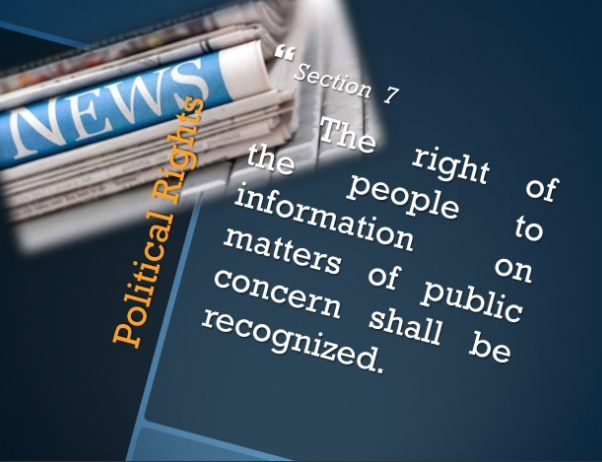 NEWS
Political Rights
“Section 7
The right of
the people to
information on
matters of public
concern shall be
recognized.